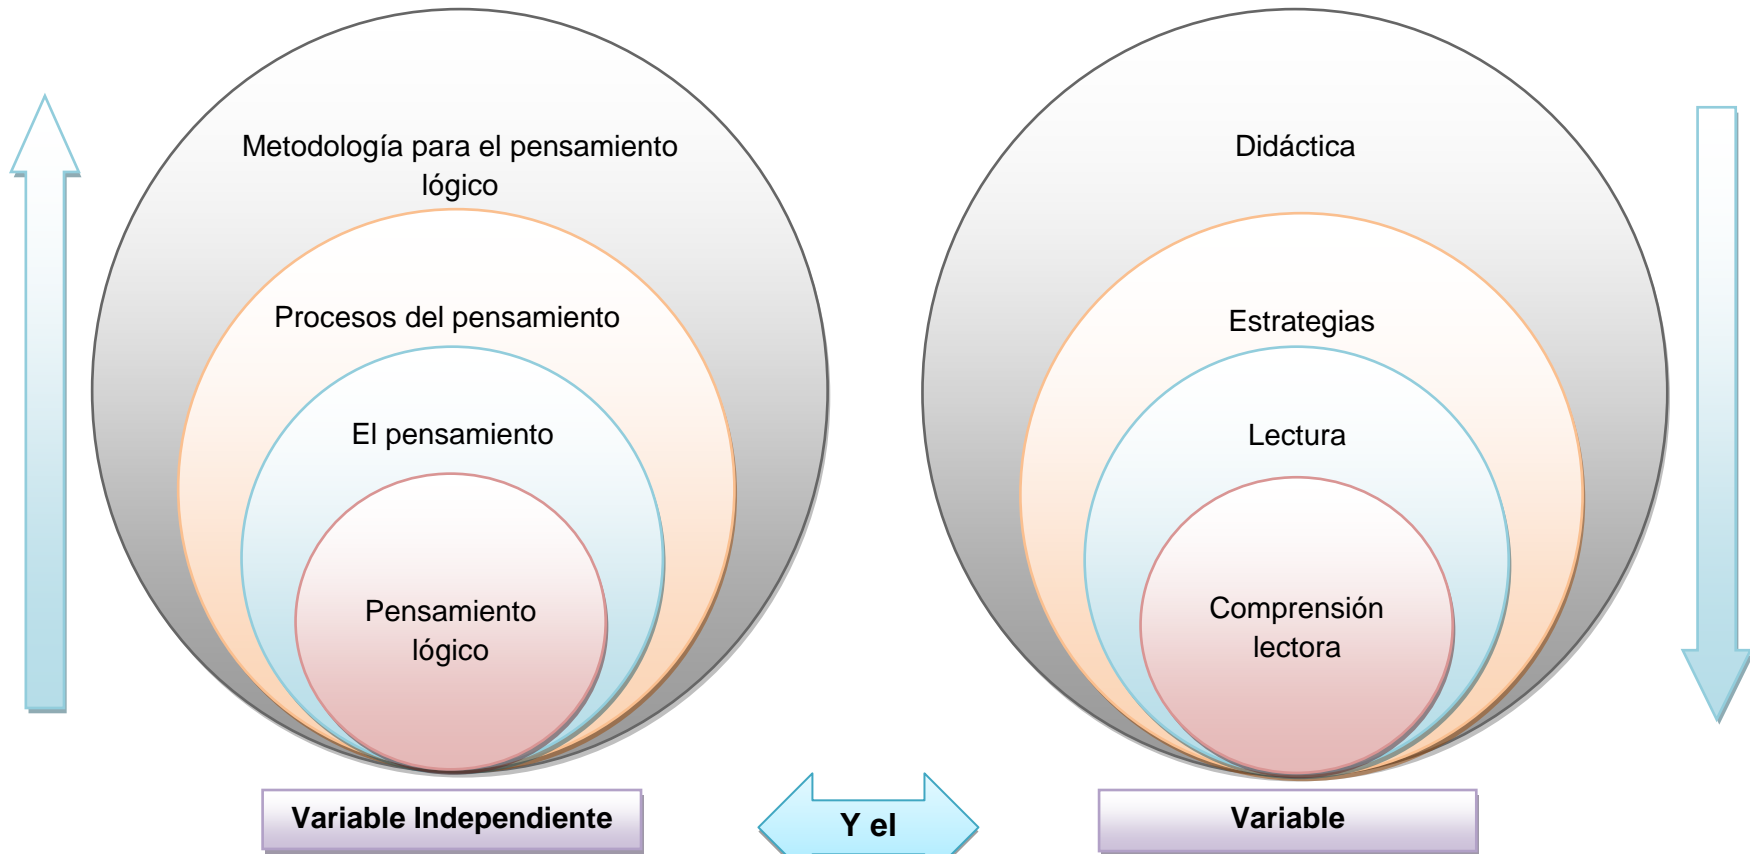 Metodología para el pensamiento
lógico
Procesos del pensamiento
El pensamiento
Pensamiento
lógico
Variable Independiente
Y el
Didáctica
Estrategias
Lectura
Comprensión
lectora
Variable